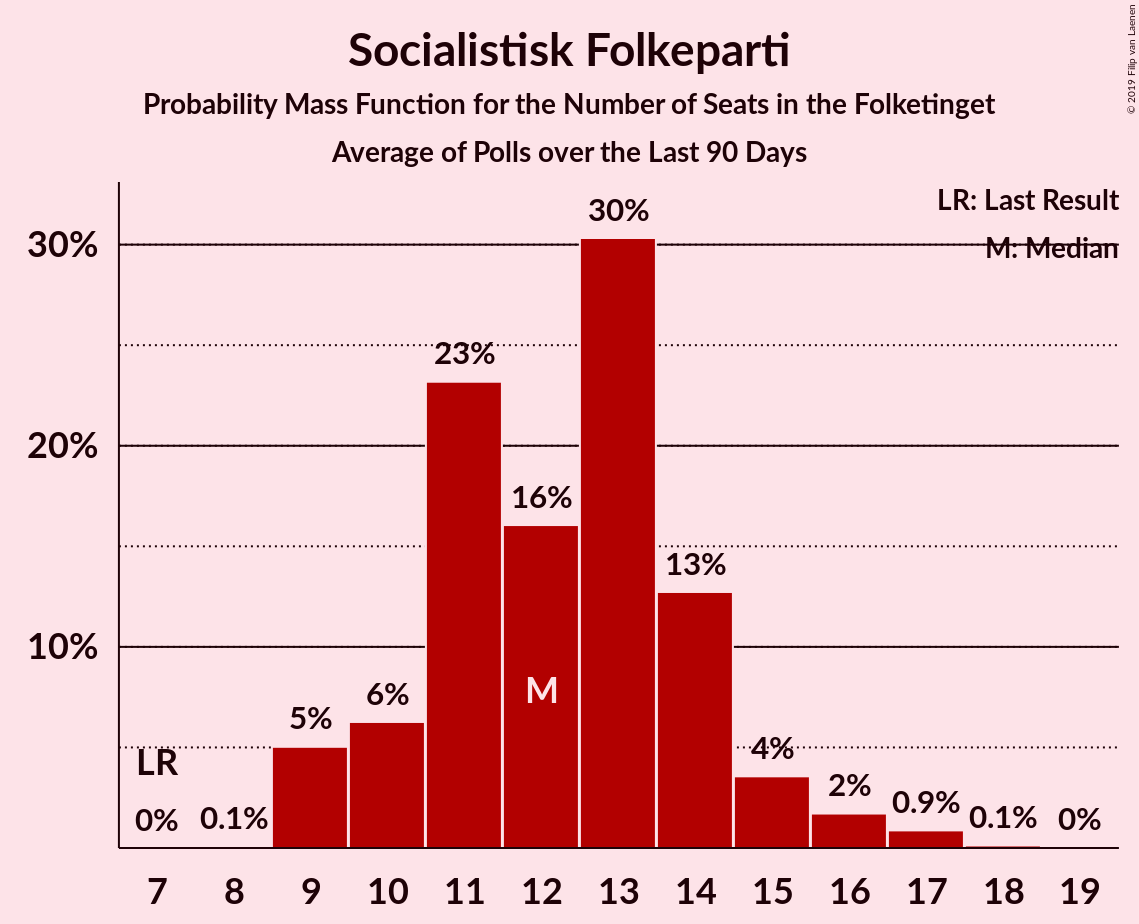 Socialistisk Folkeparti
Probability Mass Function for the Number of Seats in the Folketinget
Average of Polls over the Last 90 Days
© 2019 Filip van Laenen
LR: Last Result
M: Median
30%
20%
10%
0%
0.1%
5%
6%
23%
16%
30%
13%
4%
2%
0.9%
0.1%
0%
LR
M
7 8 9 10 11 12 13 14 15 16 17 18 19